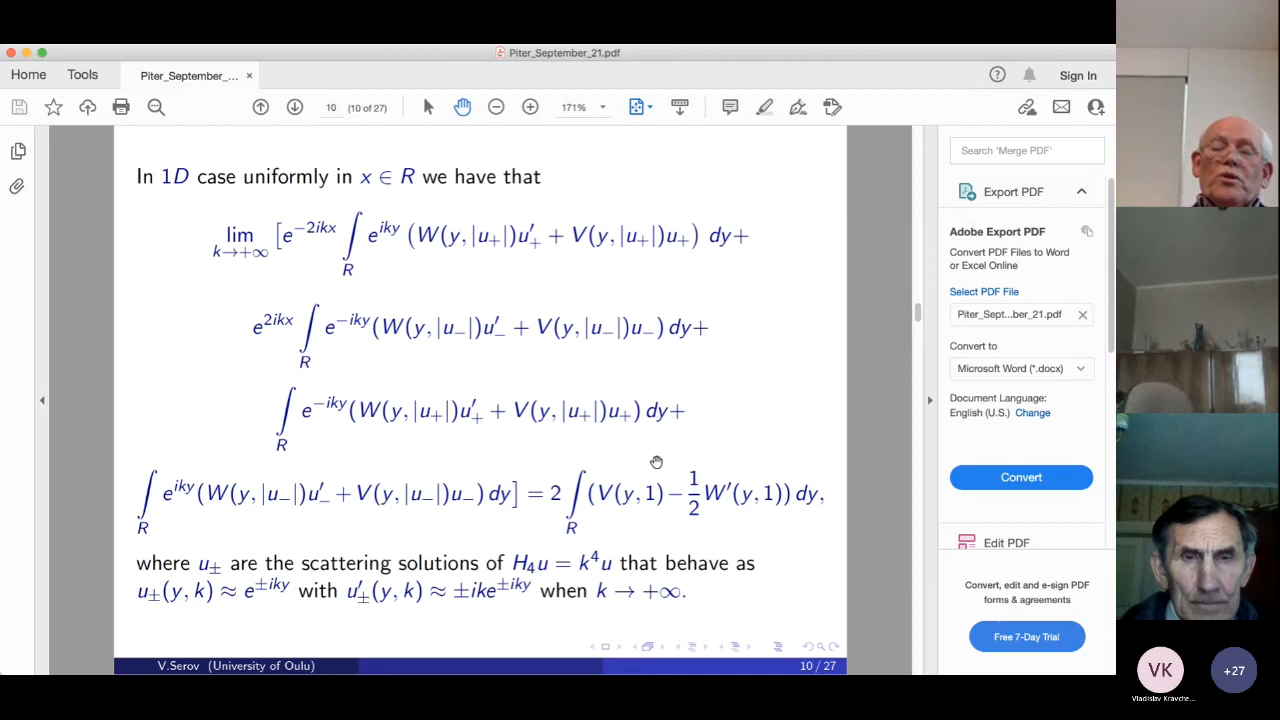 Piter_September_21.pdf
Home Tools Piter_September_... ×
Sign In
10 (10 of 27) 171%
In 1D case uniformly in x ∈ R we have that
lim k→+∞ [e^{-2ikx} ∫_R e^{iky} (W(y, |u_+|)u'_+ + V(y, |u_+|)u_+) dy+
e^{2ikx} ∫_R e^{-iky}(W(y, |u_-|)u'_- + V(y, |u_-|)u_-) dy+
∫_R e^{-iky}(W(y, |u_+|)u'_+ + V(y, |u_+|)u_+) dy+
∫_R e^{iky}(W(y, |u_-|)u'_- + V(y, |u_-|)u_-) dy] = 2 ∫_R (V(y, 1) − 1/2 W'(y, 1)) dy,
where u_± are the scattering solutions of H_4u = k^4u that behave as
u_±(y, k) ≈ e^{±iky} with u'_±(y, k) ≈ ±ike^{±iky} when k → +∞.
V.Serov (University of Oulu) 10 / 27
Search 'Merge PDF'
Export PDF
Adobe Export PDF
Convert PDF Files to Word
or Excel Online
Select PDF File
Piter_Sept...ber_21.pdf
Convert to
Microsoft Word (*.docx)
Document Language:
English (U.S.) Change
Convert
Edit PDF
Convert, edit and e-sign PDF
forms & agreements
Free 7-Day Trial
VK
+27
Vladislav Kravche...